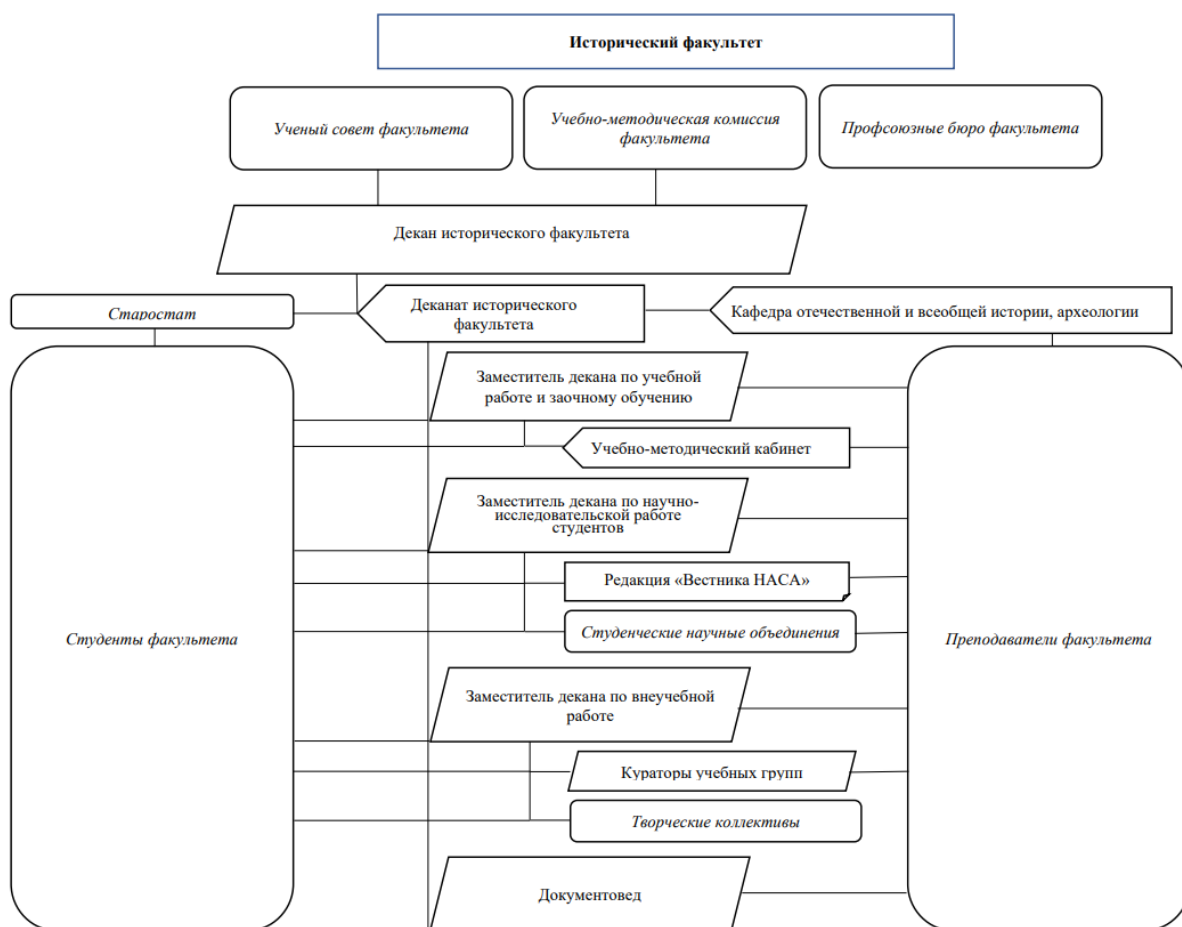 Исторический факультет
Ученый совет факультета
Учебно-методическая комиссия
факультета
Профсоюзные бюро факультета
Декан исторического факультета
Старостат
Деканат исторического
факультета
Кафедра отечественной и всеобщей истории, археологии
Заместитель декана по учебной
работе и заочному обучению
Учебно-методический кабинет
Заместитель декана по научно-
исследовательской работе
студентов
Редакция «Вестника НАСА»
Студенты факультета
Студенческие научные объединения
Преподаватели факультета
Заместитель декана по внеучебной
работе
Кураторы учебных групп
Творческие коллективы
Документовед